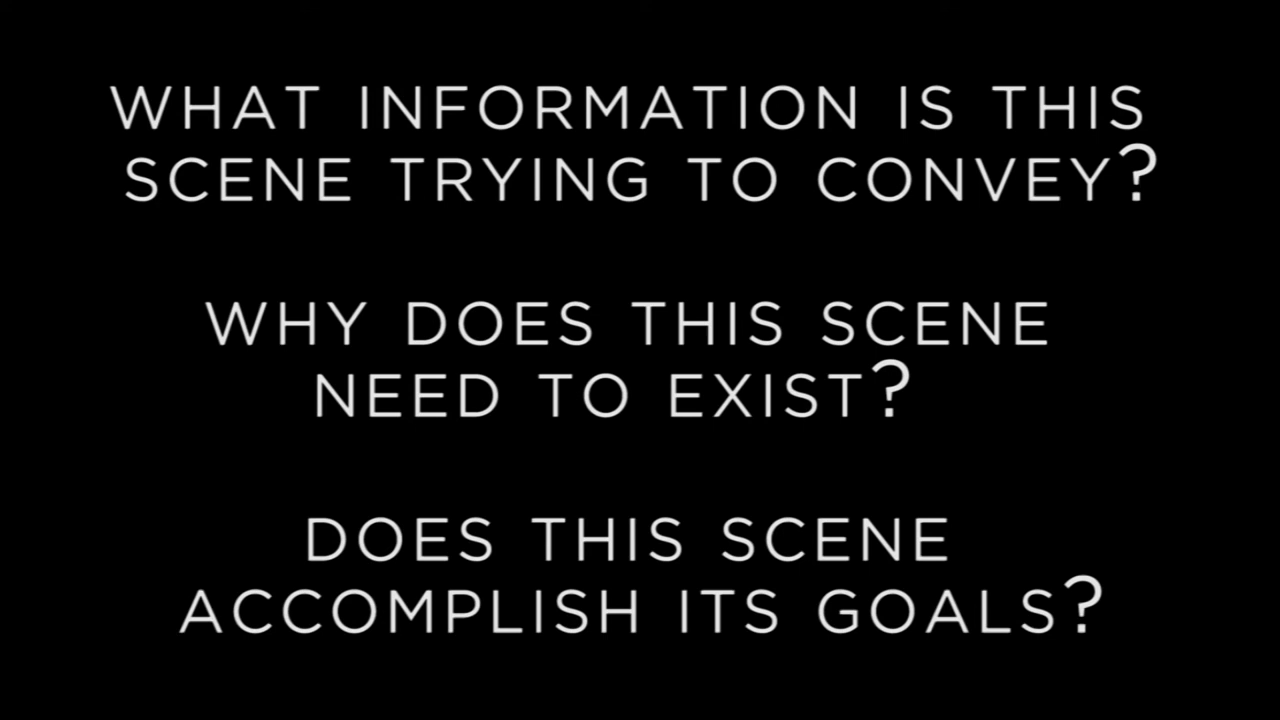 WHAT INFORMATION IS THIS
SCENE TRYING TO CONVEY?
WHY DOES THIS SCENE
NEED TO EXIST?
DOES THIS SCENE
ACCOMPLISH ITS GOALS?